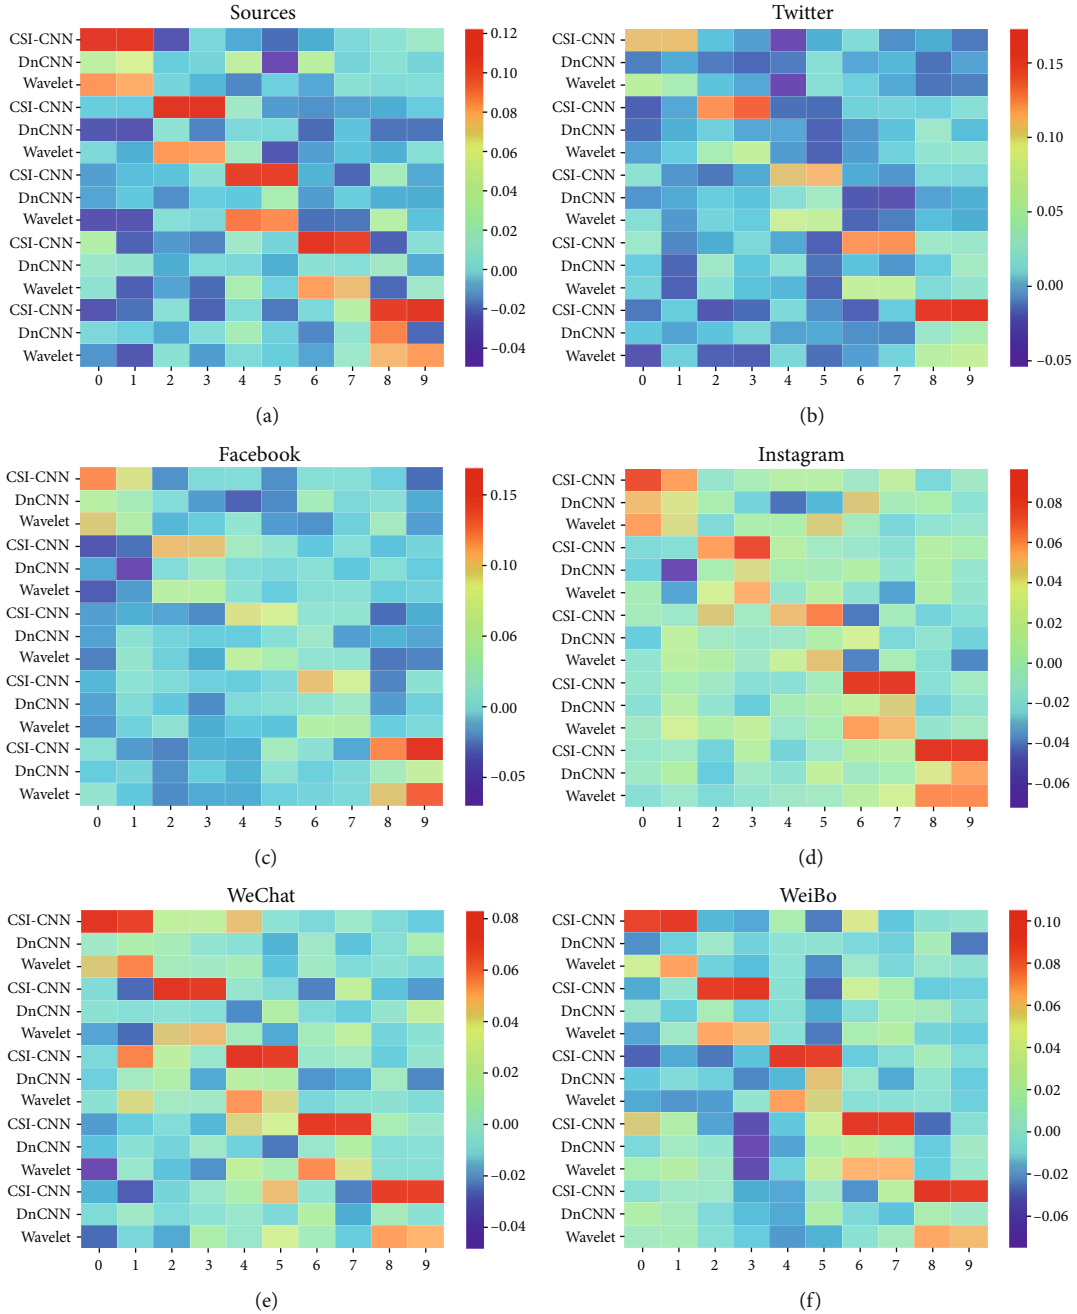 Sources
CSI-CNN
DnCNN
Wavelet
CSI-CNN
DnCNN
Wavelet
CSI-CNN
DnCNN
Wavelet
CSI-CNN
DnCNN
Wavelet
CSI-CNN
DnCNN
Wavelet
0 1 2 3 4 5 6 7 8 9
0.12
0.10
0.08
0.06
0.04
0.02
0.00
−0.02
−0.04
(a)
Twitter
CSI-CNN
DnCNN
Wavelet
CSI-CNN
DnCNN
Wavelet
CSI-CNN
DnCNN
Wavelet
CSI-CNN
DnCNN
Wavelet
CSI-CNN
DnCNN
Wavelet
0 1 2 3 4 5 6 7 8 9
0.15
0.10
0.05
0.00
−0.05
(b)
Facebook
CSI-CNN
DnCNN
Wavelet
CSI-CNN
DnCNN
Wavelet
CSI-CNN
DnCNN
Wavelet
CSI-CNN
DnCNN
Wavelet
CSI-CNN
DnCNN
Wavelet
0 1 2 3 4 5 6 7 8 9
0.15
0.10
0.06
0.00
−0.05
(c)
Instagram
CSI-CNN
DnCNN
Wavelet
CSI-CNN
DnCNN
Wavelet
CSI-CNN
DnCNN
Wavelet
CSI-CNN
DnCNN
Wavelet
CSI-CNN
DnCNN
Wavelet
0 1 2 3 4 5 6 7 8 9
0.08
0.06
0.04
0.02
0.00
−0.02
−0.04
−0.06
(d)
WeChat
CSI-CNN
DnCNN
Wavelet
CSI-CNN
DnCNN
Wavelet
CSI-CNN
DnCNN
Wavelet
CSI-CNN
DnCNN
Wavelet
CSI-CNN
DnCNN
Wavelet
0 1 2 3 4 5 6 7 8 9
0.08
0.06
0.04
0.02
0.00
−0.02
−0.04
(e)
WeiBo
CSI-CNN
DnCNN
Wavelet
CSI-CNN
DnCNN
Wavelet
CSI-CNN
DnCNN
Wavelet
CSI-CNN
DnCNN
Wavelet
CSI-CNN
DnCNN
Wavelet
0 1 2 3 4 5 6 7 8 9
0.10
0.08
0.06
0.04
0.02
0.00
−0.02
−0.04
−0.06
(f)